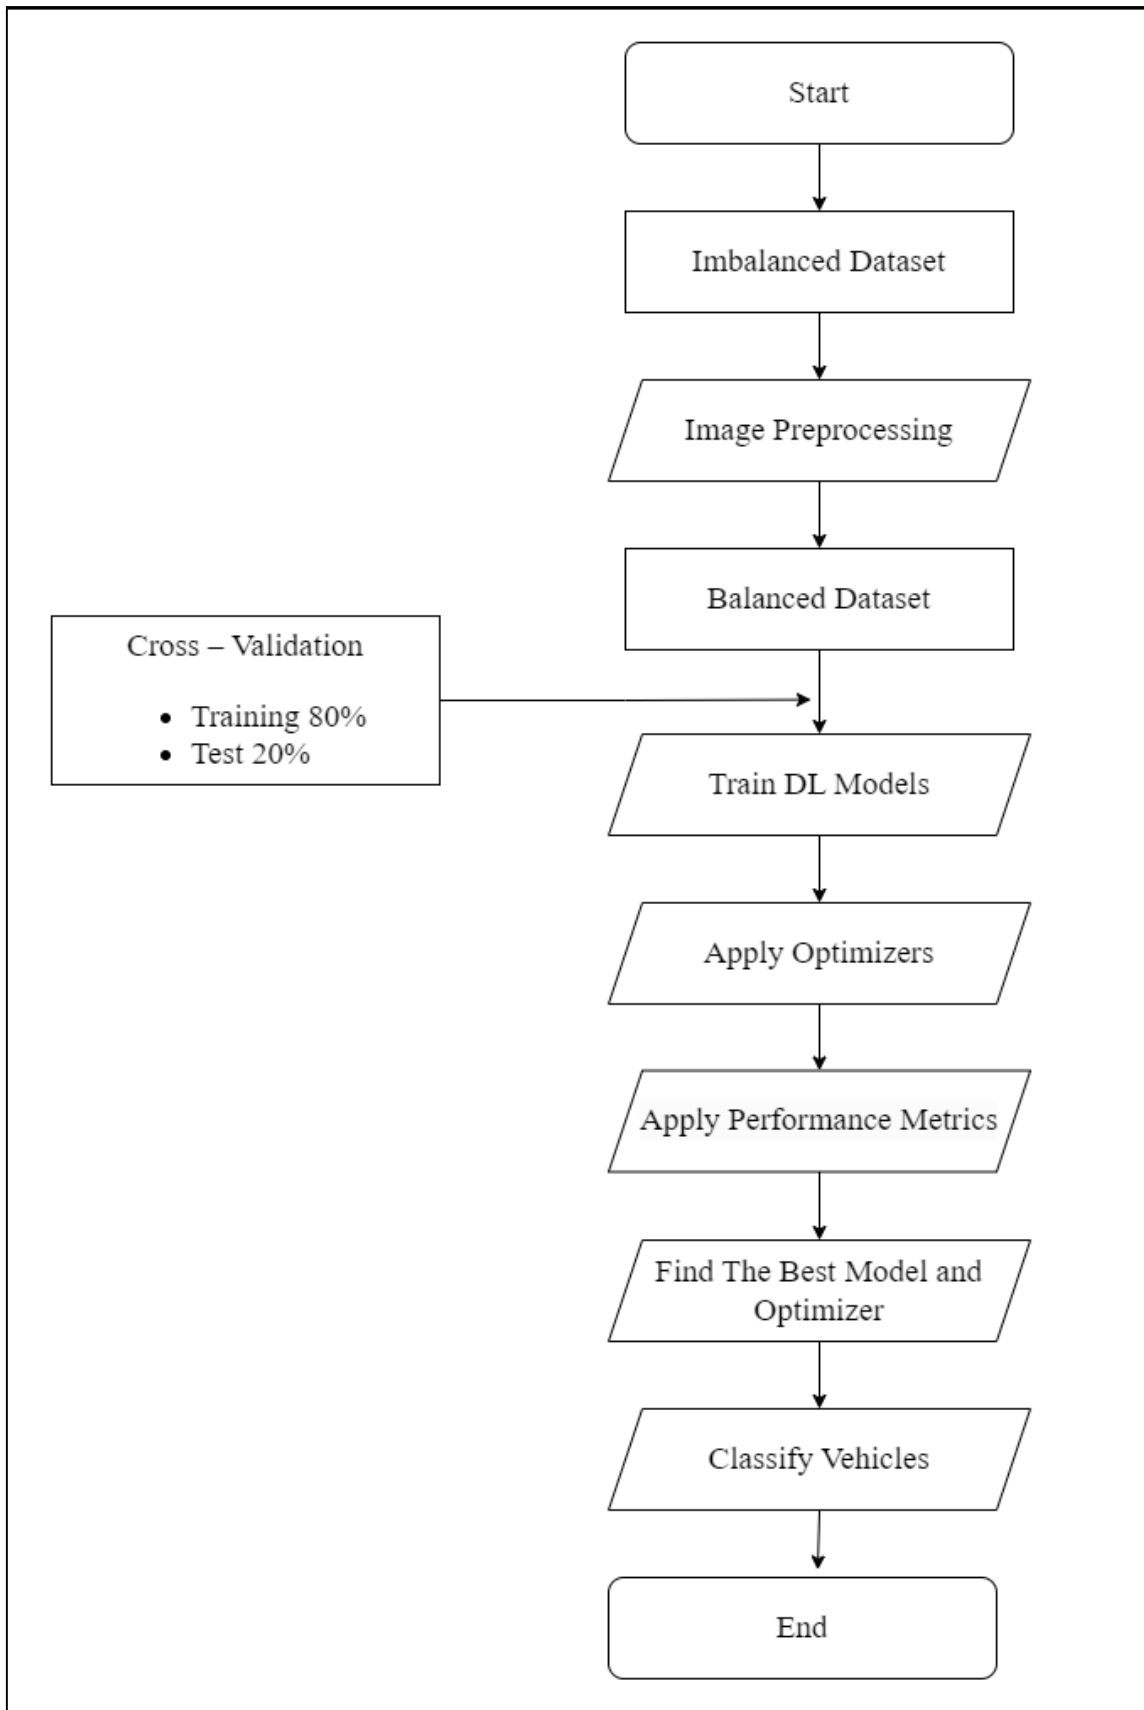 Start
Imbalanced Dataset
Image Preprocessing
Balanced Dataset
Cross – Validation
• Training 80%
• Test 20%
Train DL Models
Apply Optimizers
Apply Performance Metrics
Find The Best Model and
Optimizer
Classify Vehicles
End